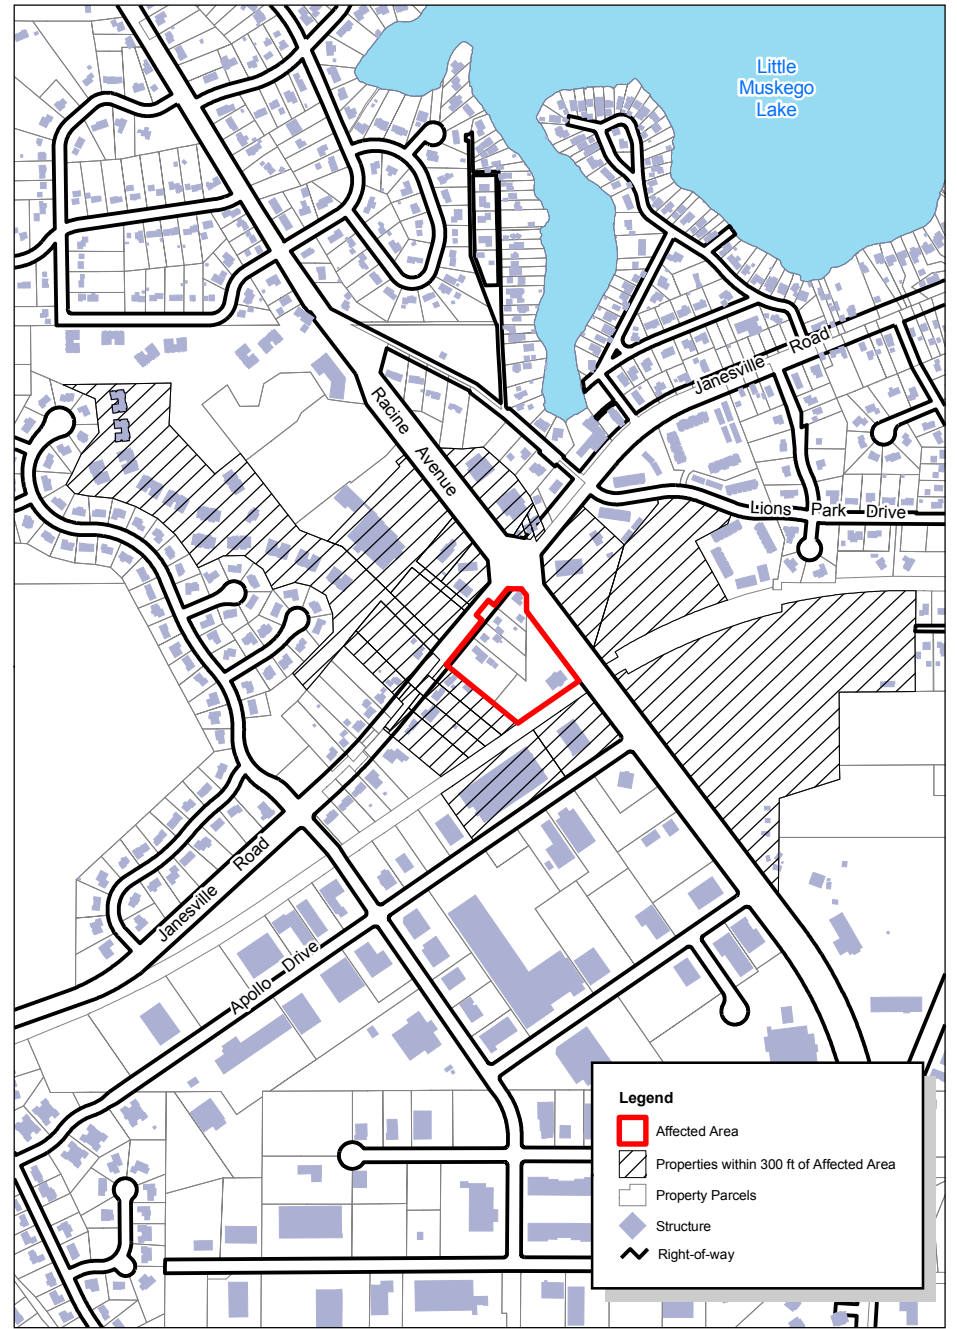 Little
Muskego
Lake
Janesville Road
Racine Avenue
Lions Park Drive
Janesville Road
Apollo Drive
Legend
Affected Area
Properties within 300 ft of Affected Area
Property Parcels
Structure
Right-of-way